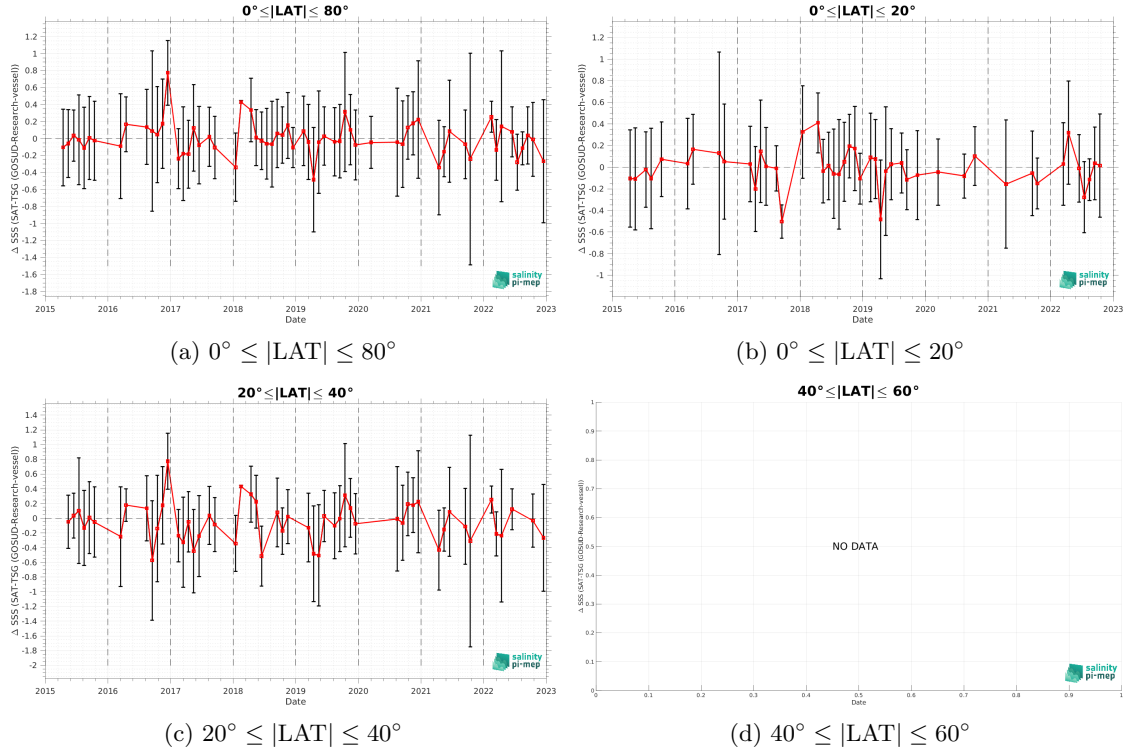 0°≤|LAT|≤ 80°
Δ SSS (SAT-TSG (GOSUD-Research-vessel))
1.2
1
0.8
0.6
0.4
0.2
0
-0.2
-0.4
-0.6
-0.8
-1
-1.2
-1.4
-1.6
-1.8
2015 2016 2017 2018 2019 2020 2021 2022 2023
Date
salinity
pi-mep
(a) 0° ≤ |LAT| ≤ 80°
0°≤|LAT|≤ 20°
Δ SSS (SAT-TSG (GOSUD-Research-vessel))
1.2
1
0.8
0.6
0.4
0.2
0
-0.2
-0.4
-0.6
-0.8
-1
2015 2016 2017 2018 2019 2020 2021 2022 2023
Date
salinity
pi-mep
(b) 0° ≤ |LAT| ≤ 20°
20°≤|LAT|≤ 40°
Δ SSS (SAT-TSG (GOSUD-Research-vessel))
1.4
1.2
1
0.8
0.6
0.4
0.2
0
-0.2
-0.4
-0.6
-0.8
-1
-1.2
-1.4
-1.6
-1.8
-2
2015 2016 2017 2018 2019 2020 2021 2022 2023
Date
salinity
pi-mep
(c) 20° ≤ |LAT| ≤ 40°
40°≤|LAT|≤ 60°
Δ SSS (SAT-TSG (GOSUD-Research-vessel))
1
0.9
0.8
0.7
0.6
0.5
0.4
0.3
0.2
0.1
0
NO DATA
0 0.1 0.2 0.3 0.4 0.5 0.6 0.7 0.8 0.9 1
Date
salinity
pi-mep
(d) 40° ≤ |LAT| ≤ 60°